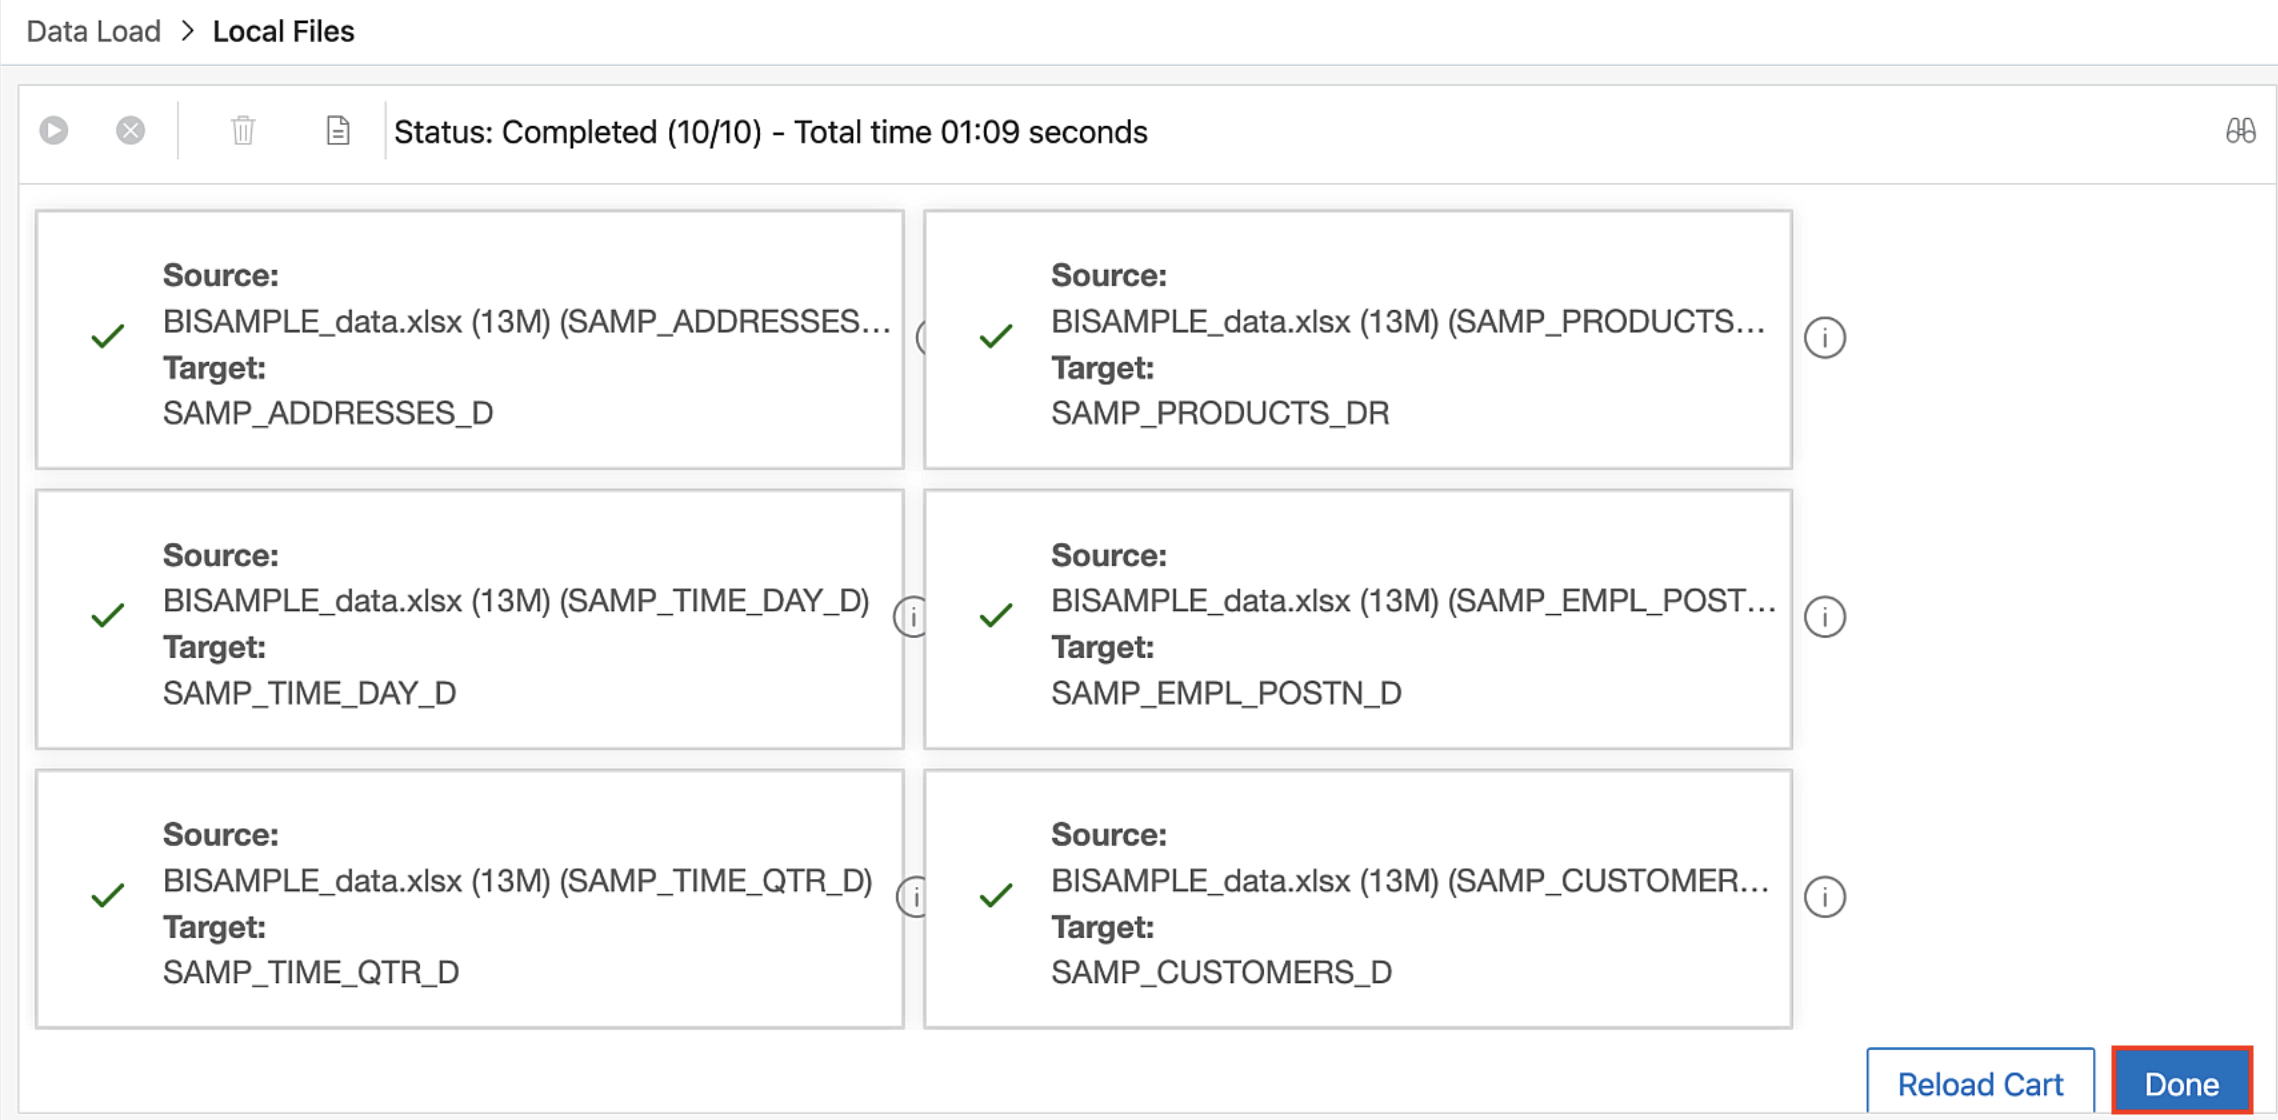 Data Load > Local Files
Status: Completed (10/10) - Total time 01:09 seconds
Source:
BISAMPLE_data.xlsx (13M) (SAMP_ADDRESSES...
Target:
SAMP_ADDRESSES_D
Source:
BISAMPLE_data.xlsx (13M) (SAMP_PRODUCTS...
Target:
SAMP_PRODUCTS_DR
Source:
BISAMPLE_data.xlsx (13M) (SAMP_TIME_DAY_D)
Target:
SAMP_TIME_DAY_D
Source:
BISAMPLE_data.xlsx (13M) (SAMP_EMPL_POST...
Target:
SAMP_EMPL_POSTN_D
Source:
BISAMPLE_data.xlsx (13M) (SAMP_TIME_QTR_D)
Target:
SAMP_TIME_QTR_D
Source:
BISAMPLE_data.xlsx (13M) (SAMP_CUSTOMER...
Target:
SAMP_CUSTOMERS_D
Reload Cart
Done